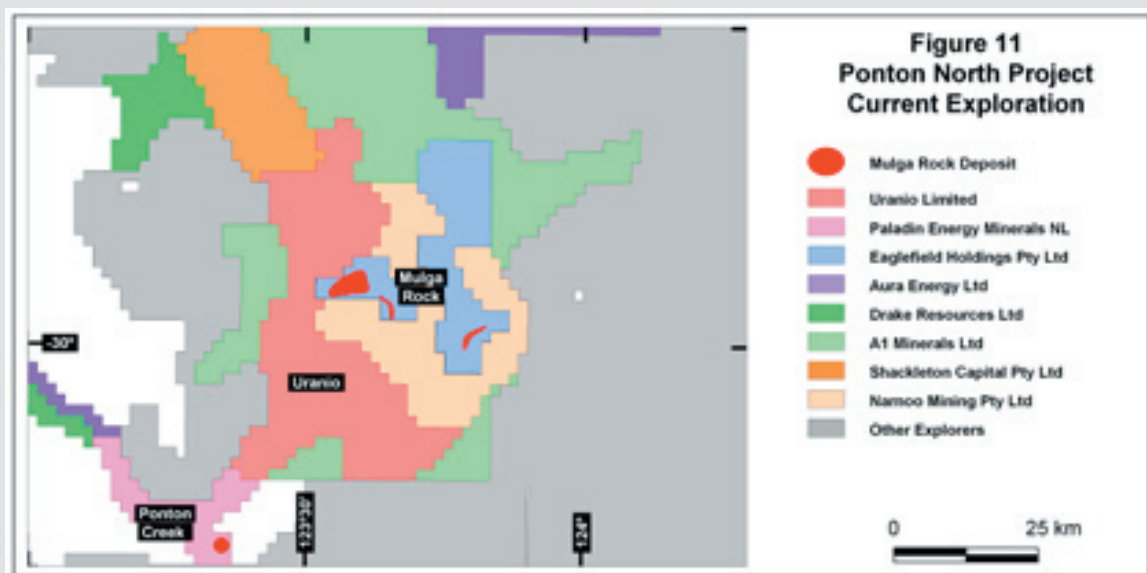 Figure 11
Ponton North Project
Current Exploration
Mulga Rock Deposit
Uranio Limited
Paladin Energy Minerals NL
Eaglefield Holdings Pty Ltd
Aura Energy Ltd
Drake Resources Ltd
A1 Minerals Ltd
Shackleton Capital Pty Ltd
Namoo Mining Pty Ltd
Other Explorers
Mulga
Rock
-30°
Uranio
Ponton
Creek
123°30'
124°
0
25 km